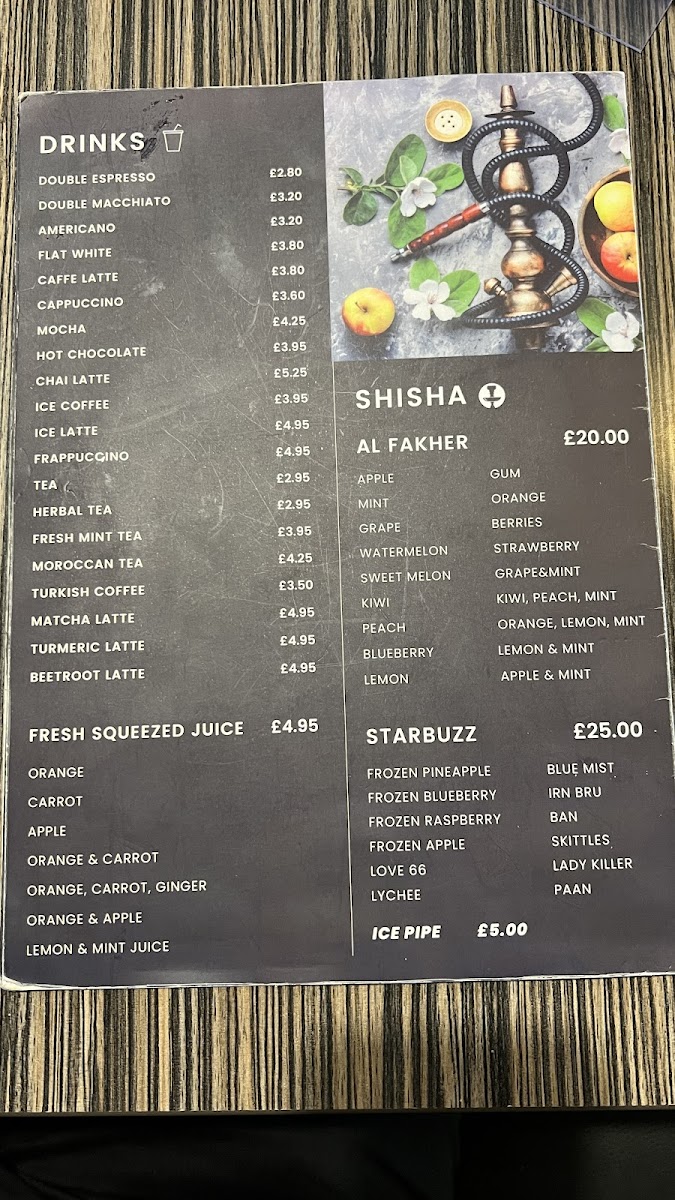 DRINKS
DOUBLE ESPRESSO £2.80
DOUBLE MACCHIATO £3.20
AMERICANO £3.20
FLAT WHITE £3.80
CAFFE LATTE £3.80
CAPPUCCINO £3.60
MOCHA £4.25
HOT CHOCOLATE £3.95
CHAI LATTE £5.25
ICE COFFEE £3.95
ICE LATTE £4.95
FRAPPUCCINO £4.95
TEA £2.95
HERBAL TEA £2.95
FRESH MINT TEA £3.95
MOROCCAN TEA £4.25
TURKISH COFFEE £3.50
MATCHA LATTE £4.95
TURMERIC LATTE £4.95
BEETROOT LATTE £4.95
FRESH SQUEEZED JUICE £4.95
ORANGE
CARROT
APPLE
ORANGE & CARROT
ORANGE, CARROT, GINGER
ORANGE & APPLE
LEMON & MINT JUICE
SHISHA
AL FAKHER £20.00
APPLE GUM
MINT ORANGE
GRAPE BERRIES
WATERMELON STRAWBERRY
SWEET MELON GRAPE&MINT
KIWI KIWI, PEACH, MINT
PEACH ORANGE, LEMON, MINT
BLUEBERRY LEMON & MINT
LEMON APPLE & MINT
STARBUZZ £25.00
FROZEN PINEAPPLE BLUE MIST
FROZEN BLUEBERRY IRN BRU
FROZEN RASPBERRY BAN
FROZEN APPLE SKITTLES
LOVE 66 LADY KILLER
LYCHEE PAAN
ICE PIPE £5.00